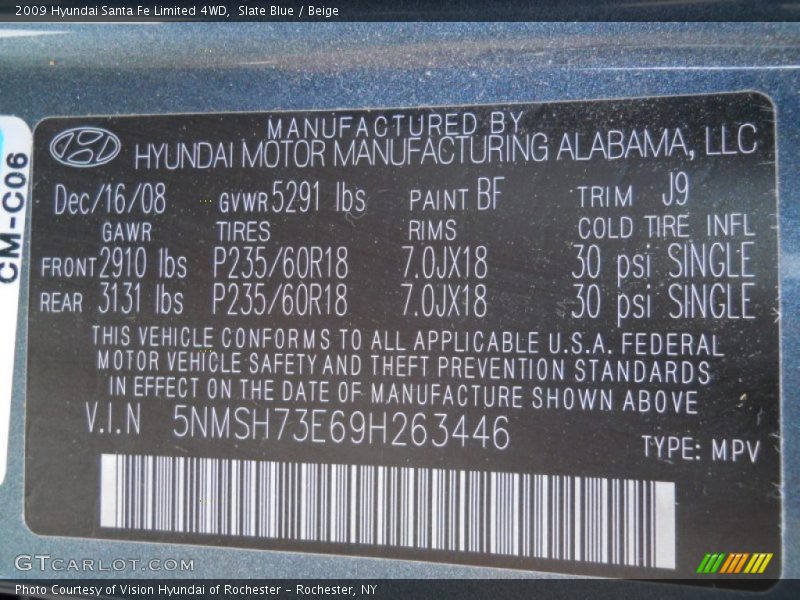 2009 Hyundai Santa Fe Limited 4WD,  Slate Blue / Beige
CM-C06
MANUFACTURED BY
HYUNDAI MOTOR MANUFACTURING ALABAMA, LLC
Dec/16/08 GVWR 5291 lbs PAINT BF TRIM J9
GAWR TIRES RIMS COLD TIRE INFL
FRONT 2910 lbs P235/60R18 7.0JX18 30 psi SINGLE
REAR 3131 lbs P235/60R18 7.0JX18 30 psi SINGLE
THIS VEHICLE CONFORMS TO ALL APPLICABLE U.S.A. FEDERAL
MOTOR VEHICLE SAFETY AND THEFT PREVENTION STANDARDS
IN EFFECT ON THE DATE OF MANUFACTURE SHOWN ABOVE
V.I.N 5NMSH73E69H263446
TYPE: MPV
GTCARLOT.COM
Photo Courtesy of Vision Hyundai of Rochester - Rochester, NY